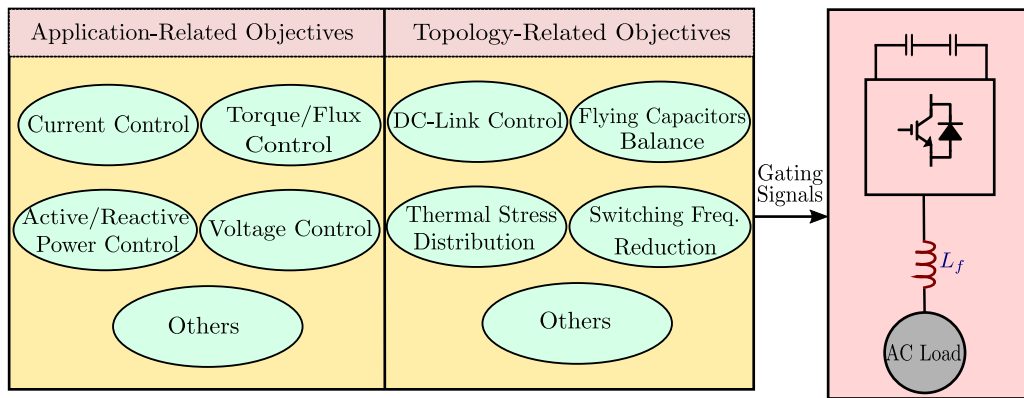 Application-Related Objectives
Topology-Related Objectives
Current Control
Torque/Flux
Control
Active/Reactive
Power Control
Voltage Control
Others
DC-Link Control
Flying Capacitors
Balance
Thermal Stress
Distribution
Switching Freq.
Reduction
Others
Gating
Signals
L_f
AC Load